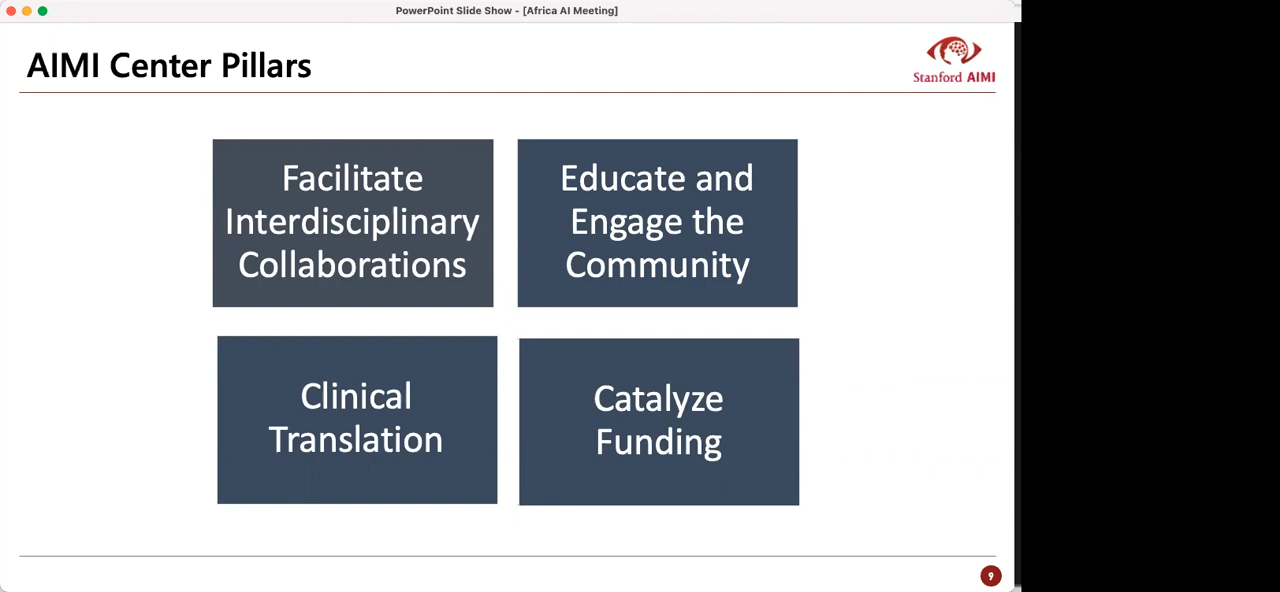 PowerPoint Slide Show - [Africa AI Meeting]
AIMI Center Pillars
Stanford AIMI
Facilitate
Interdisciplinary
Collaborations
Educate and
Engage the
Community
Clinical
Translation
Catalyze
Funding
9